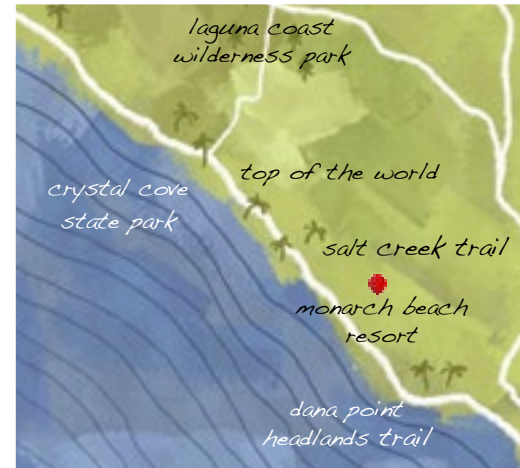 laguna coast
wilderness park
top of the world
crystal cove
state park
salt creek trail
monarch beach
resort
dana point
headlands trail